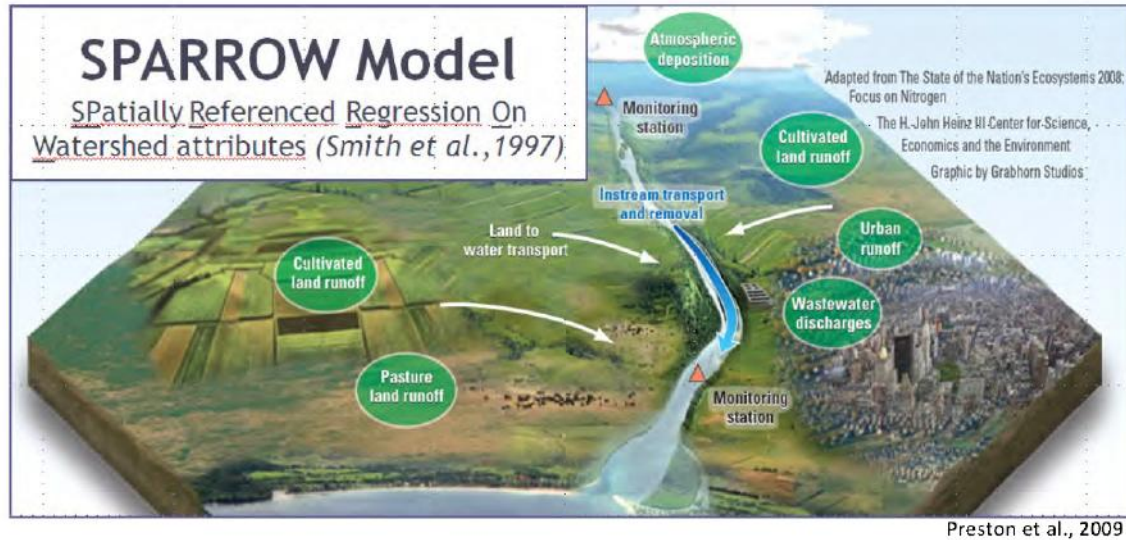 SPARROW Model
SPatially Referenced Regression On
Watershed attributes (Smith et al.,1997)
Atmospheric
deposition
Adapted from The State of the Nation's Ecosystems 2008:
Focus on Nitrogen
The H. John Heinz III Center for Science,
Economics and the Environment
Graphic by Grabhorn Studios
Monitoring
station
Cultivated
land runoff
Instream transport
and removal
Land to
water transport
Urban
runoff
Cultivated
land runoff
Wastewater
discharges
Pasture
land runoff
Monitoring
station
Preston et al., 2009